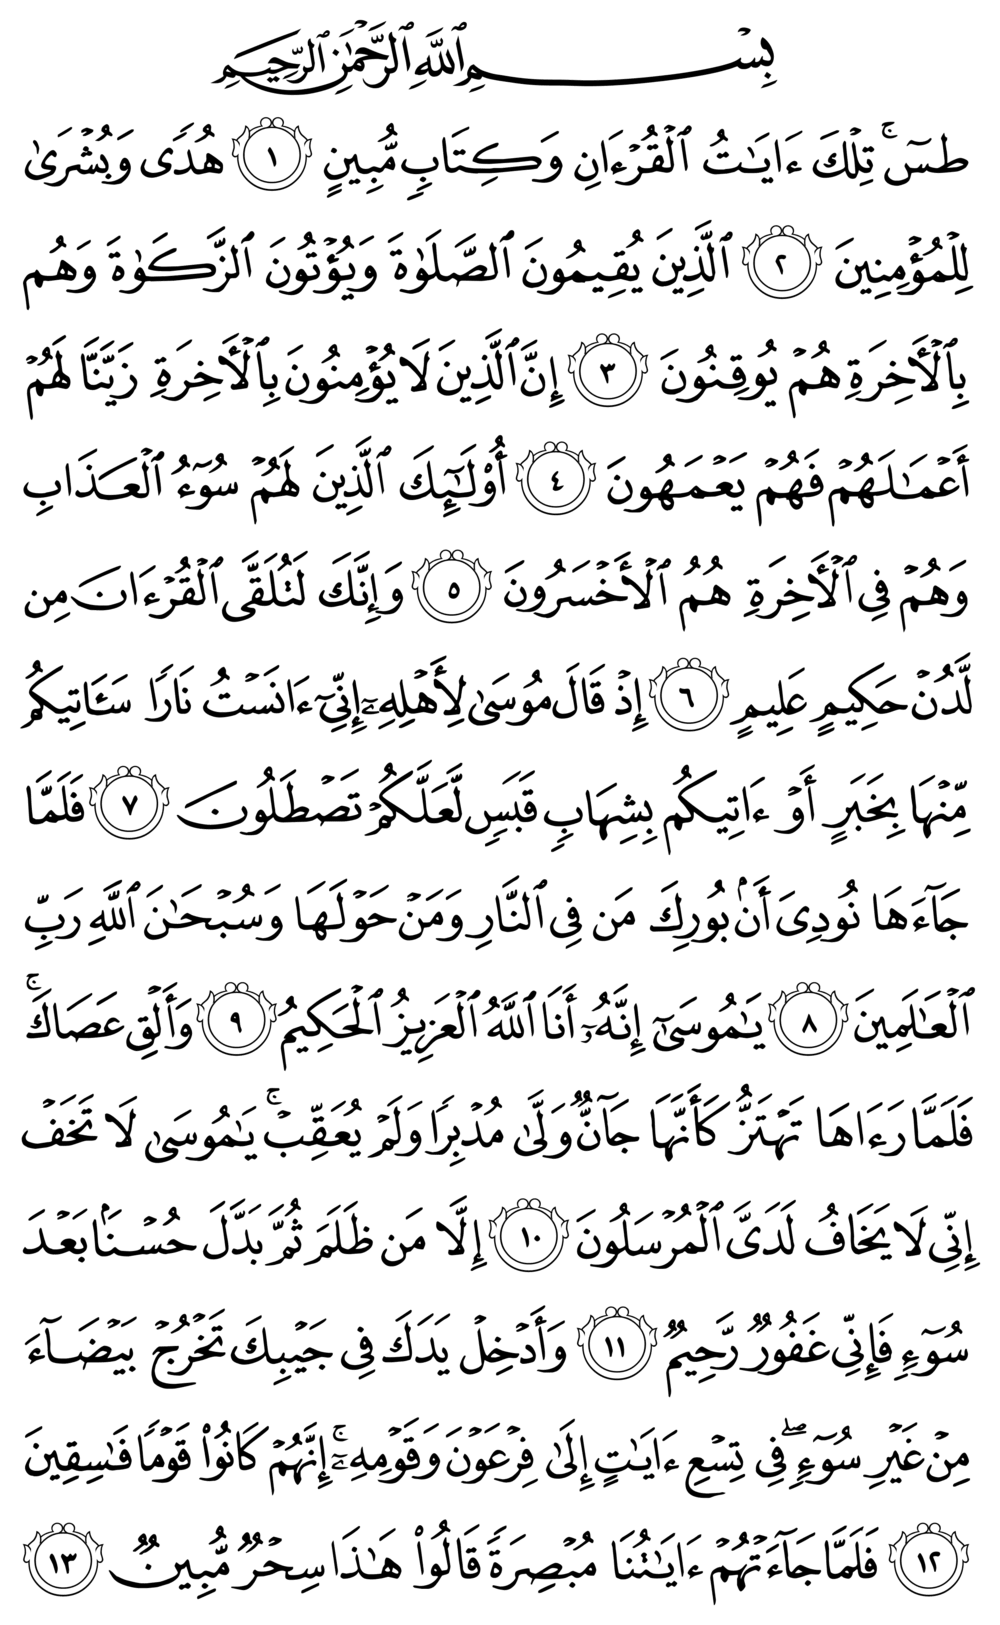 بِسْمِ ٱللَّهِ ٱلرَّحْمَٰنِ ٱلرَّحِيمِ
طسٓ ۚ تِلْكَ ءَايَٰتُ ٱلْقُرْءَانِ وَكِتَابٍ مُّبِينٍ ١ هُدًى وَبُشْرَىٰ
لِلْمُؤْمِنِينَ ٢ ٱلَّذِينَ يُقِيمُونَ ٱلصَّلَوٰةَ وَيُؤْتُونَ ٱلزَّكَوٰةَ وَهُم
بِٱلْأَخِرَةِ هُمْ يُوقِنُونَ ٣ إِنَّ ٱلَّذِينَ لَا يُؤْمِنُونَ بِٱلْأَخِرَةِ زَيَّنَّا لَهُمْ
أَعْمَٰلَهُمْ فَهُمْ يَعْمَهُونَ ٤ أُوْلَٰٓئِكَ ٱلَّذِينَ لَهُمْ سُوٓءُ ٱلْعَذَابِ
وَهُمْ فِى ٱلْأَخِرَةِ هُمُ ٱلْأَخْسَرُونَ ٥ وَإِنَّكَ لَتُلَقَّى ٱلْقُرْءَانَ مِن
لَّدُنْ حَكِيمٍ عَلِيمٍ ٦ إِذْ قَالَ مُوسَىٰ لِأَهْلِهِۦٓ إِنِّىٓ ءَانَسْتُ نَارًا سَـَٔاتِيكُم
مِّنْهَا بِخَبَرٍ أَوْ ءَاتِيكُم بِشِهَابٍ قَبَسٍ لَّعَلَّكُمْ تَصْطَلُونَ ٧ فَلَمَّا
جَآءَهَا نُودِىَ أَنۢ بُورِكَ مَن فِى ٱلنَّارِ وَمَنْ حَوْلَهَا وَسُبْحَٰنَ ٱللَّهِ رَبِّ
ٱلْعَٰلَمِينَ ٨ يَٰمُوسَىٰٓ إِنَّهُۥٓ أَنَا ٱللَّهُ ٱلْعَزِيزُ ٱلْحَكِيمُ ٩ وَأَلْقِ عَصَاكَ ۚ
فَلَمَّا رَءَاهَا تَهْتَزُّ كَأَنَّهَا جَآنٌّ وَلَّىٰ مُدْبِرًا وَلَمْ يُعَقِّبْ ۚ يَٰمُوسَىٰ لَا تَخَفْ
إِنِّى لَا يَخَافُ لَدَىَّ ٱلْمُرْسَلُونَ ١٠ إِلَّا مَن ظَلَمَ ثُمَّ بَدَّلَ حُسْنًۢا بَعْدَ
سُوٓءٍ فَإِنِّى غَفُورٌ رَّحِيمٌ ١١ وَأَدْخِلْ يَدَكَ فِى جَيْبِكَ تَخْرُجْ بَيْضَآءَ
مِنْ غَيْرِ سُوٓءٍ ۖ فِى تِسْعِ ءَايَٰتٍ إِلَىٰ فِرْعَوْنَ وَقَوْمِهِۦٓ ۚ إِنَّهُمْ كَانُوا۟ قَوْمًا فَٰسِقِينَ
١٢ فَلَمَّا جَآءَتْهُمْ ءَايَٰتُنَا مُبْصِرَةً قَالُوا۟ هَٰذَا سِحْرٌ مُّبِينٌ ١٣